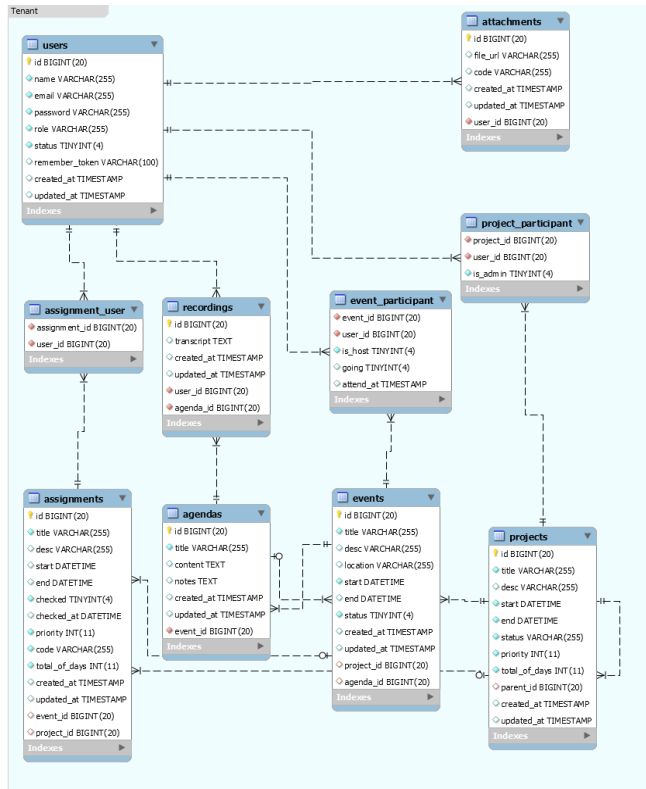 Tenant
users
id BIGINT(20)
name VARCHAR(255)
email VARCHAR(255)
password VARCHAR(255)
role VARCHAR(255)
status TINYINT(4)
remember_token VARCHAR(100)
created_at TIMESTAMP
updated_at TIMESTAMP
Indexes
attachments
id BIGINT(20)
file_url VARCHAR(255)
code VARCHAR(255)
created_at TIMESTAMP
updated_at TIMESTAMP
user_id BIGINT(20)
Indexes
project_participant
project_id BIGINT(20)
user_id BIGINT(20)
is_admin TINYINT(4)
Indexes
assignment_user
assignment_id BIGINT(20)
user_id BIGINT(20)
Indexes
recordings
id BIGINT(20)
transcript TEXT
created_at TIMESTAMP
updated_at TIMESTAMP
user_id BIGINT(20)
agenda_id BIGINT(20)
Indexes
event_participant
event_id BIGINT(20)
user_id BIGINT(20)
is_host TINYINT(4)
going TINYINT(4)
attend_at TIMESTAMP
Indexes
assignments
id BIGINT(20)
title VARCHAR(255)
desc VARCHAR(255)
start DATETIME
end DATETIME
checked TINYINT(4)
checked_at DATETIME
priority INT(11)
code VARCHAR(255)
total_of_days INT(11)
created_at TIMESTAMP
updated_at TIMESTAMP
event_id BIGINT(20)
project_id BIGINT(20)
Indexes
agendas
id BIGINT(20)
title VARCHAR(255)
content TEXT
notes TEXT
created_at TIMESTAMP
updated_at TIMESTAMP
event_id BIGINT(20)
Indexes
events
id BIGINT(20)
title VARCHAR(255)
desc VARCHAR(255)
location VARCHAR(255)
start DATETIME
end DATETIME
status TINYINT(4)
created_at TIMESTAMP
updated_at TIMESTAMP
project_id BIGINT(20)
agenda_id BIGINT(20)
Indexes
projects
id BIGINT(20)
title VARCHAR(255)
desc VARCHAR(255)
start DATETIME
end DATETIME
status VARCHAR(255)
priority INT(11)
total_of_days INT(11)
parent_id BIGINT(20)
created_at TIMESTAMP
updated_at TIMESTAMP
Indexes